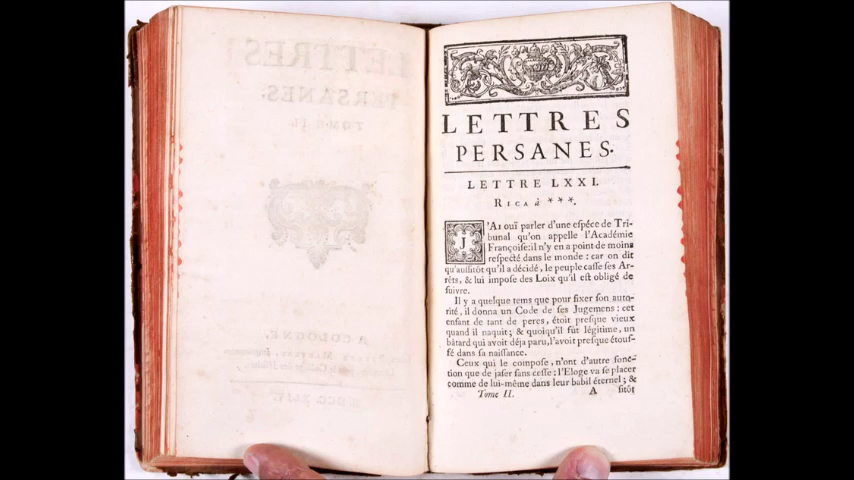 LETTRES
PERSANES.
TOME II.
A COLOGNE,
LETTRES
PERSANES.
LETTRE LXXI.
RICA à ***.
J'AI ouï parler d'une espéce de Tri-
bunal qu'on appelle l'Académie
Françoise: il n'y en a point de moins
respecté dans le monde: car on dit
qu'aussitôt qu'il a décidé, le peuple casse ses Ar-
rêts, & lui impose des Loix qu'il est obligé de
suivre.
Il y a quelque tems que pour fixer son auto-
rité, il donna un Code de ses Jugemens: cet
enfant de tant de peres, étoit presque vieux
quand il naquit; & quoiqu'il fut légitime, un
bâtard qui avoit déja paru, l'avoit presque étouf-
fé dans sa naissance.
Ceux qui le compose, n'ont d'autre fonc-
tion que de jaser sans cesse: l'Eloge va se placer
comme de lui-même dans leur babil éternel; &
Tome II. A sitôt